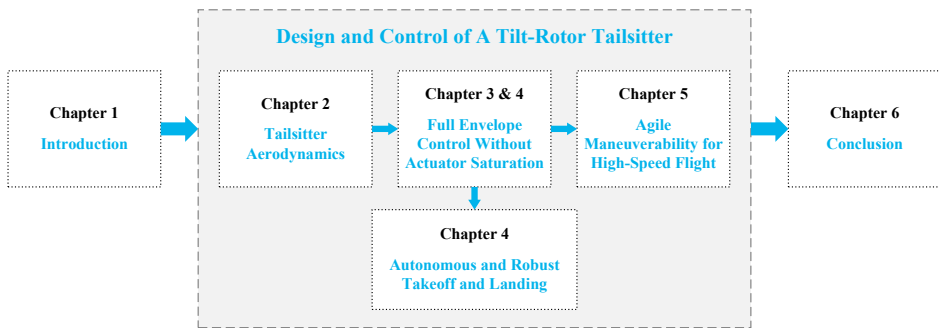 Design and Control of A Tilt-Rotor Tailsitter
Chapter 1
Introduction
Chapter 2
Tailsitter
Aerodynamics
Chapter 3 & 4
Full Envelope
Control Without
Actuator Saturation
Chapter 5
Agile
Maneuverability for
High-Speed Flight
Chapter 6
Conclusion
Chapter 4
Autonomous and Robust
Takeoff and Landing